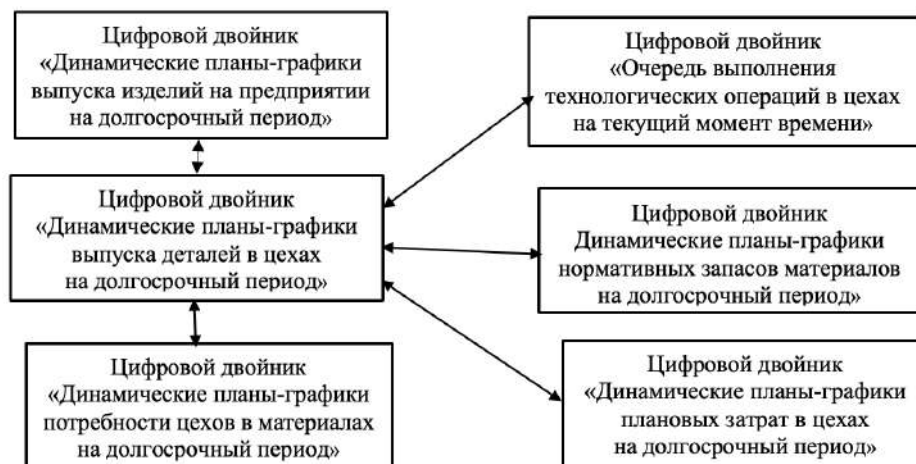 Цифровой двойник
«Динамические планы-графики
выпуска изделий на предприятии
на долгосрочный период»
Цифровой двойник
«Динамические планы-графики
выпуска деталей в цехах
на долгосрочный период»
Цифровой двойник
«Динамические планы-графики
потребности цехов в материалах
на долгосрочный период»
Цифровой двойник
«Очередь выполнения
технологических операций в цехах
на текущий момент времени»
Цифровой двойник
Динамические планы-графики
нормативных запасов материалов
на долгосрочный период»
Цифровой двойник
«Динамические планы-графики
плановых затрат в цехах
на долгосрочный период»